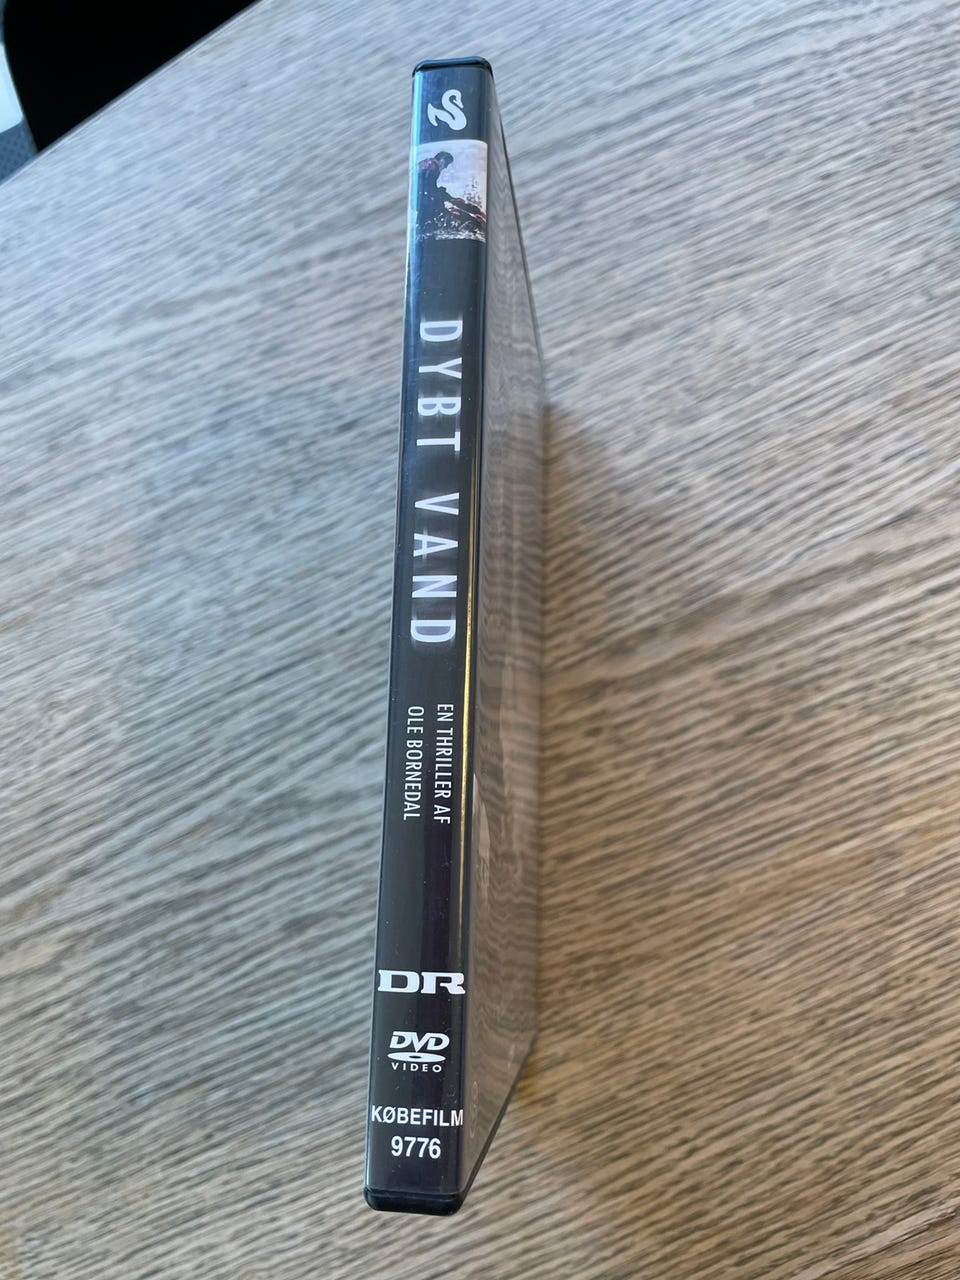 DYBT VAND
EN THRILLER AF
OLE BORNEDAL
DR
DVD
VIDEO
KØBEFILM
9776